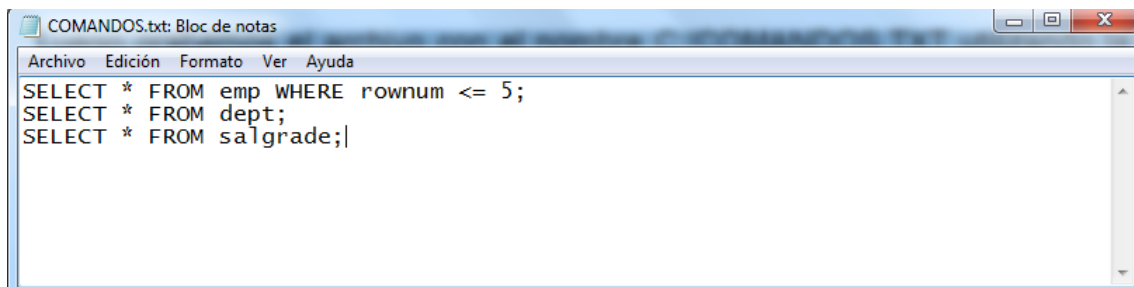 COMANDOS.txt: Bloc de notas
Archivo Edición Formato Ver Ayuda
SELECT * FROM emp WHERE rownum <= 5;
SELECT * FROM dept;
SELECT * FROM salgrade;